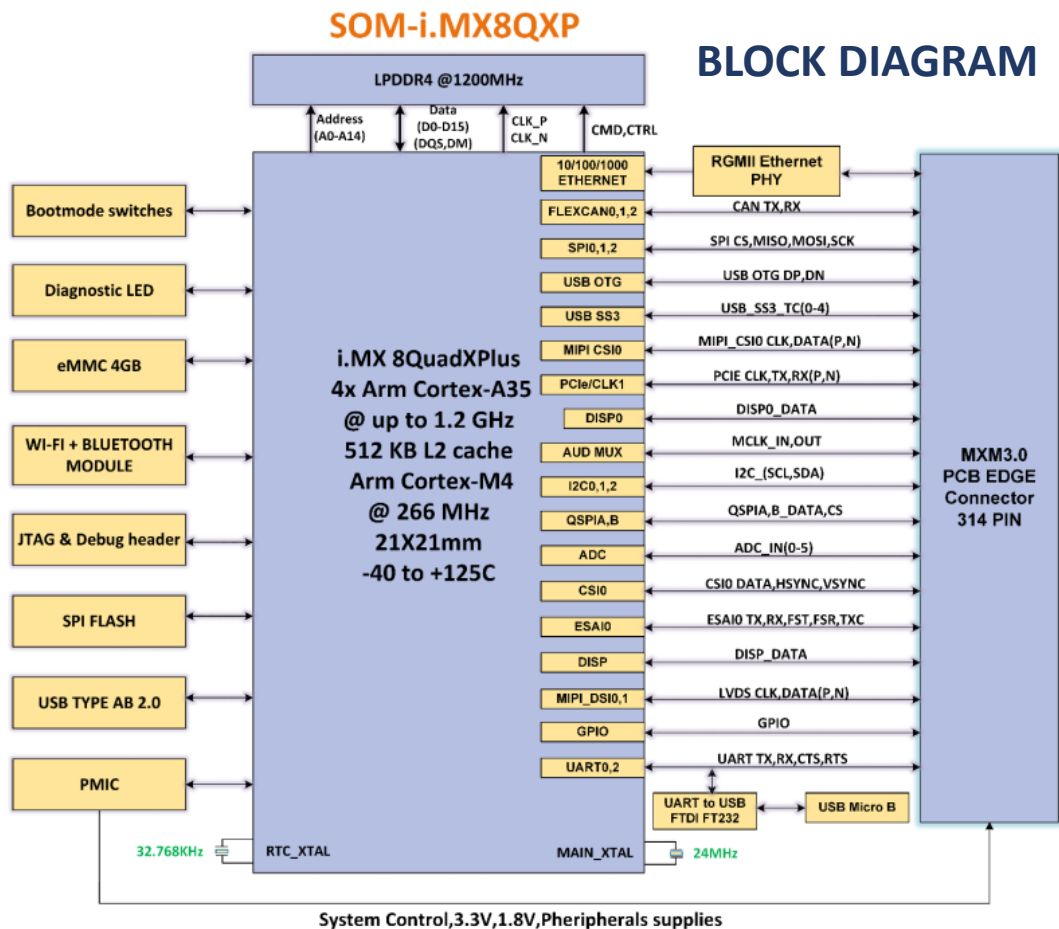 SOM-i.MX8QXP
BLOCK DIAGRAM
LPDDR4 @1200MHz
Address
(A0-A14)
Data
(D0-D15)
(DQS,DM)
CLK_P
CLK_N
CMD,CTRL
Bootmode switches
Diagnostic LED
eMMC 4GB
WI-FI + BLUETOOTH
MODULE
JTAG & Debug header
SPI FLASH
USB TYPE AB 2.0
PMIC
i.MX 8QuadXPlus
4x Arm Cortex-A35
@ up to 1.2 GHz
512 KB L2 cache
Arm Cortex-M4
@ 266 MHz
21X21mm
-40 to +125C
10/100/1000
ETHERNET
RGMII Ethernet
PHY
FLEXCAN0,1,2
CAN TX,RX
SPI0,1,2
SPI CS,MISO,MOSI,SCK
USB OTG
USB OTG DP,DN
USB SS3
USB_SS3_TC(0-4)
MIPI CSI0
MIPI_CSI0 CLK,DATA(P,N)
PCIe/CLK1
PCIE CLK,TX,RX(P,N)
DISP0
DISP0_DATA
AUD MUX
MCLK_IN,OUT
I2C0,1,2
I2C_(SCL,SDA)
QSPIA,B
QSPIA,B_DATA,CS
ADC
ADC_IN(0-5)
CSI0
CSI0 DATA,HSYNC,VSYNC
ESAI0
ESAI0 TX,RX,FST,FSR,TXC
DISP
DISP_DATA
MIPI_DSI0,1
LVDS CLK,DATA(P,N)
GPIO
GPIO
UART0,2
UART TX,RX,CTS,RTS
UART to USB
FTDI FT232
USB Micro B
MXM3.0
PCB EDGE
Connector
314 PIN
32.768KHz
RTC_XTAL
MAIN_XTAL
24MHz
System Control,3.3V,1.8V,Pheripherals supplies